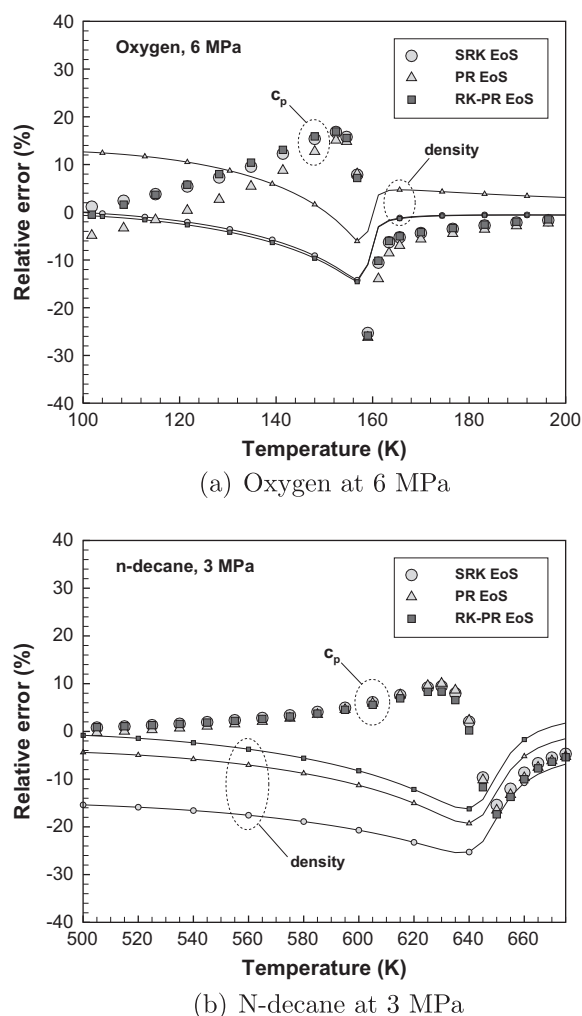 40
Oxygen, 6 MPa
SRK EoS
PR EoS
RK-PR EoS
30
20
10
0
-10
-20
-30
-40
c_p
density
Relative error (%)
100
120
140
160
180
200
Temperature (K)
(a) Oxygen at 6 MPa
40
n-decane, 3 MPa
SRK EoS
PR EoS
RK-PR EoS
30
20
10
0
-10
-20
-30
-40
c_p
density
Relative error (%)
500
520
540
560
580
600
620
640
660
Temperature (K)
(b) N-decane at 3 MPa